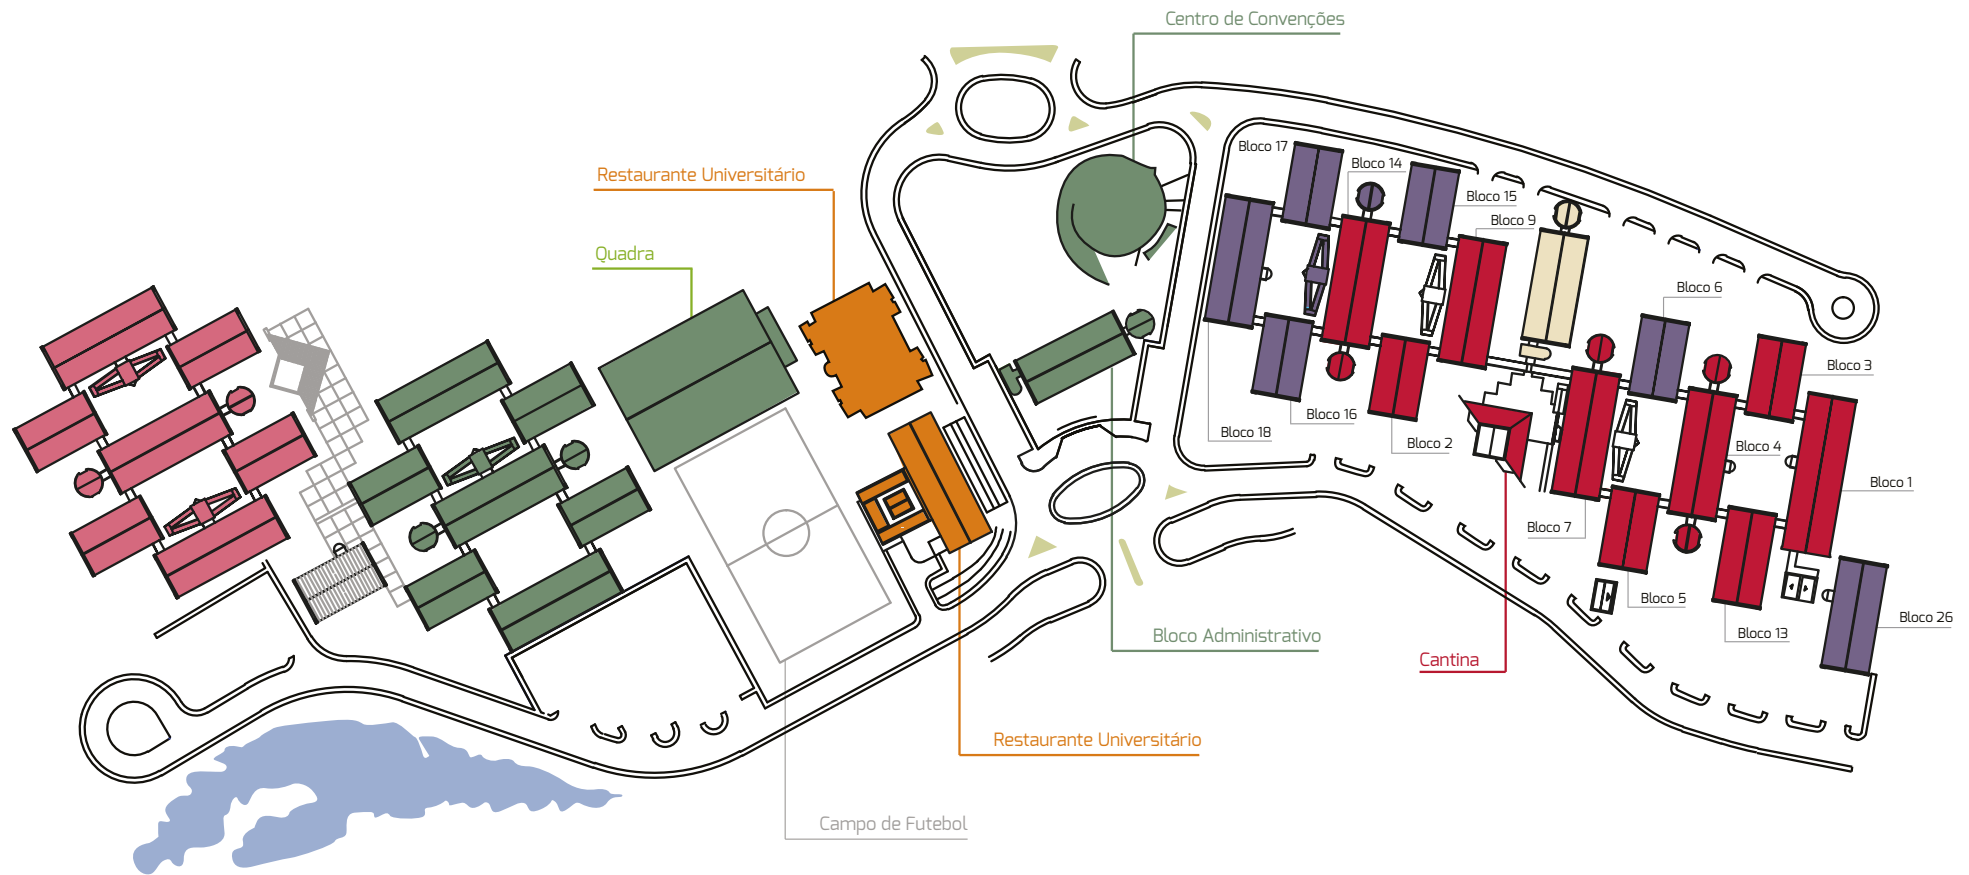 Centro de Convenções
Restaurante Universitário
Quadra
Bloco 17
Bloco 14
Bloco 15
Bloco 9
Bloco 6
Bloco 3
Bloco 18
Bloco 16
Bloco 2
Bloco 4
Bloco 1
Bloco 7
Bloco 5
Bloco 13
Bloco 26
Bloco Administrativo
Cantina
Restaurante Universitário
Campo de Futebol